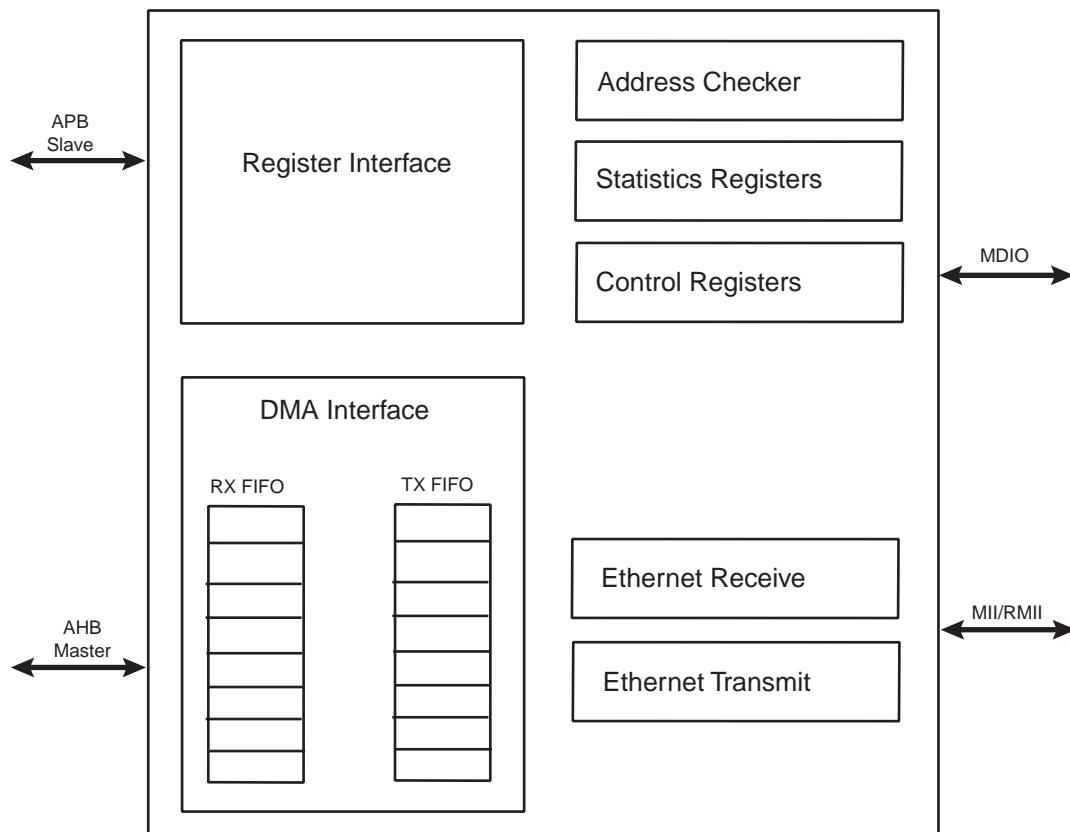 APB
Slave
Register Interface
Address Checker
Statistics Registers
Control Registers
MDIO
DMA Interface
RX FIFO
TX FIFO
AHB
Master
Ethernet Receive
Ethernet Transmit
MII/RMII